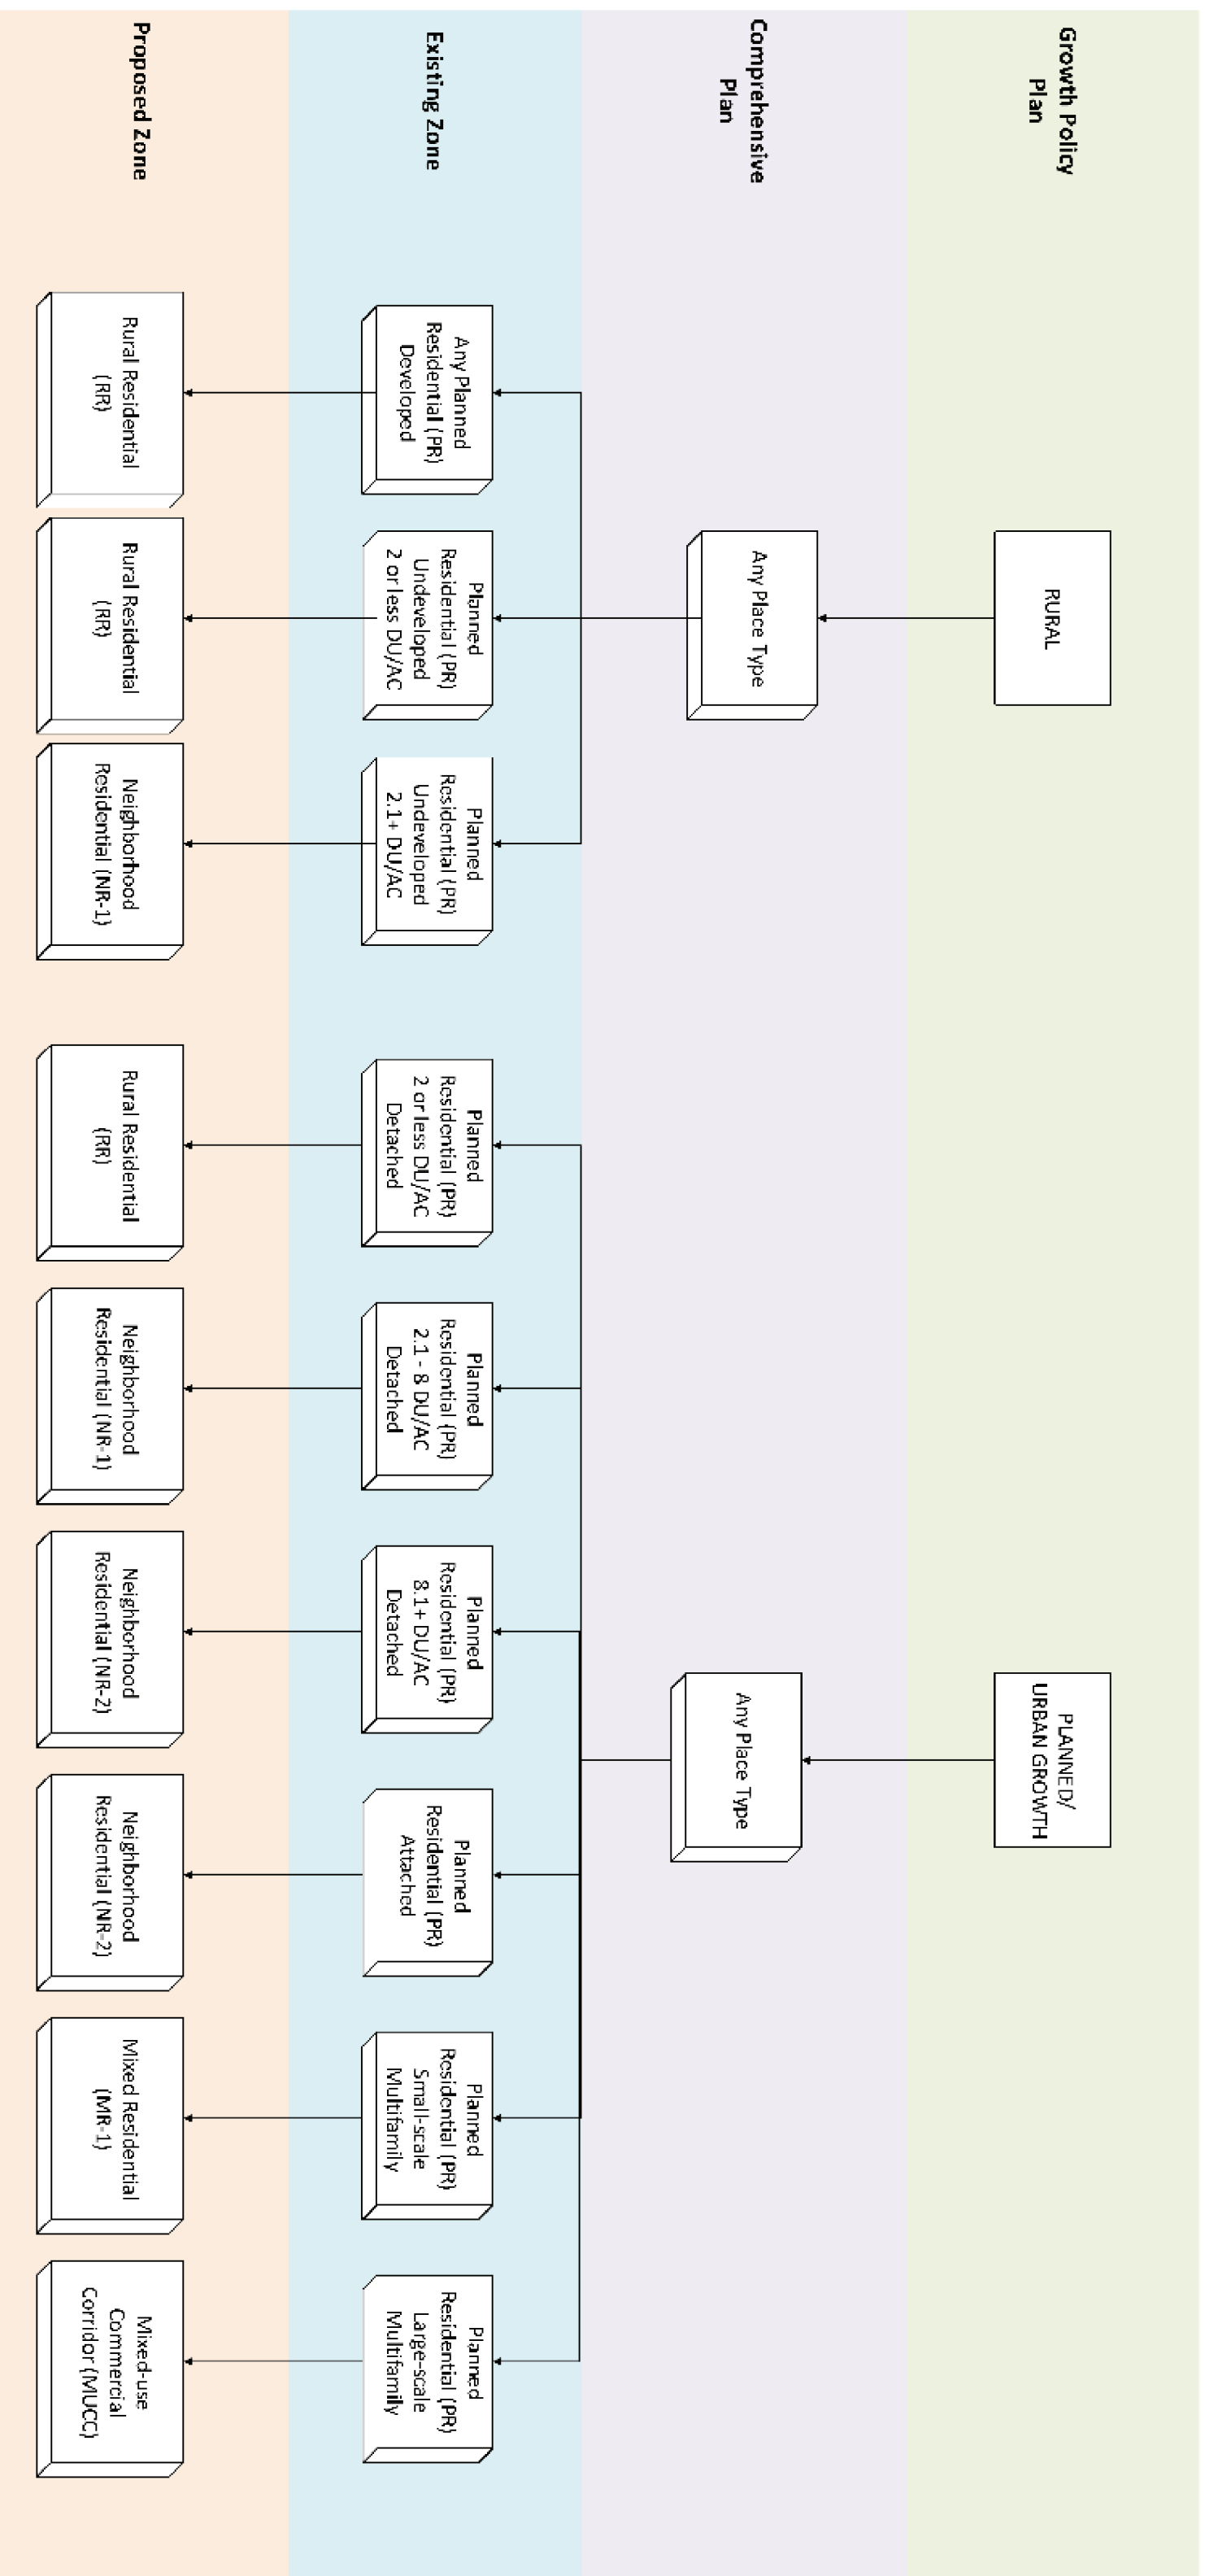 Growth Policy
Plan
RURAL
PLANNED/
URBAN GROWTH
Comprehensive
Plan
Any Place Type
Any Place Type
Existing Zone
Any Planned
Residential (PR)
Developed
Planned
Residential (PR)
Undeveloped
2 or less DU/AC
Planned
Residential (PR)
Undeveloped
2.1+ DU/AC
Planned
Residential (PR)
2 or less DU/AC
Detached
Planned
Residential (PR)
2.1 - 8 DU/AC
Detached
Planned
Residential (PR)
8.1+ DU/AC
Detached
Planned
Residential (PR)
Attached
Planned
Residential (PR)
Small-scale
Multifamily
Planned
Residential (PR)
Large-scale
Multifamily
Proposed Zone
Rural Residential
(RR)
Rural Residential
(RR)
Neighborhood
Residential (NR-1)
Rural Residential
(RR)
Neighborhood
Residential (NR-1)
Neighborhood
Residential (NR-2)
Neighborhood
Residential (NR-2)
Mixed Residential
(MR-1)
Mixed-use
Commercial
Corridor (MUCC)